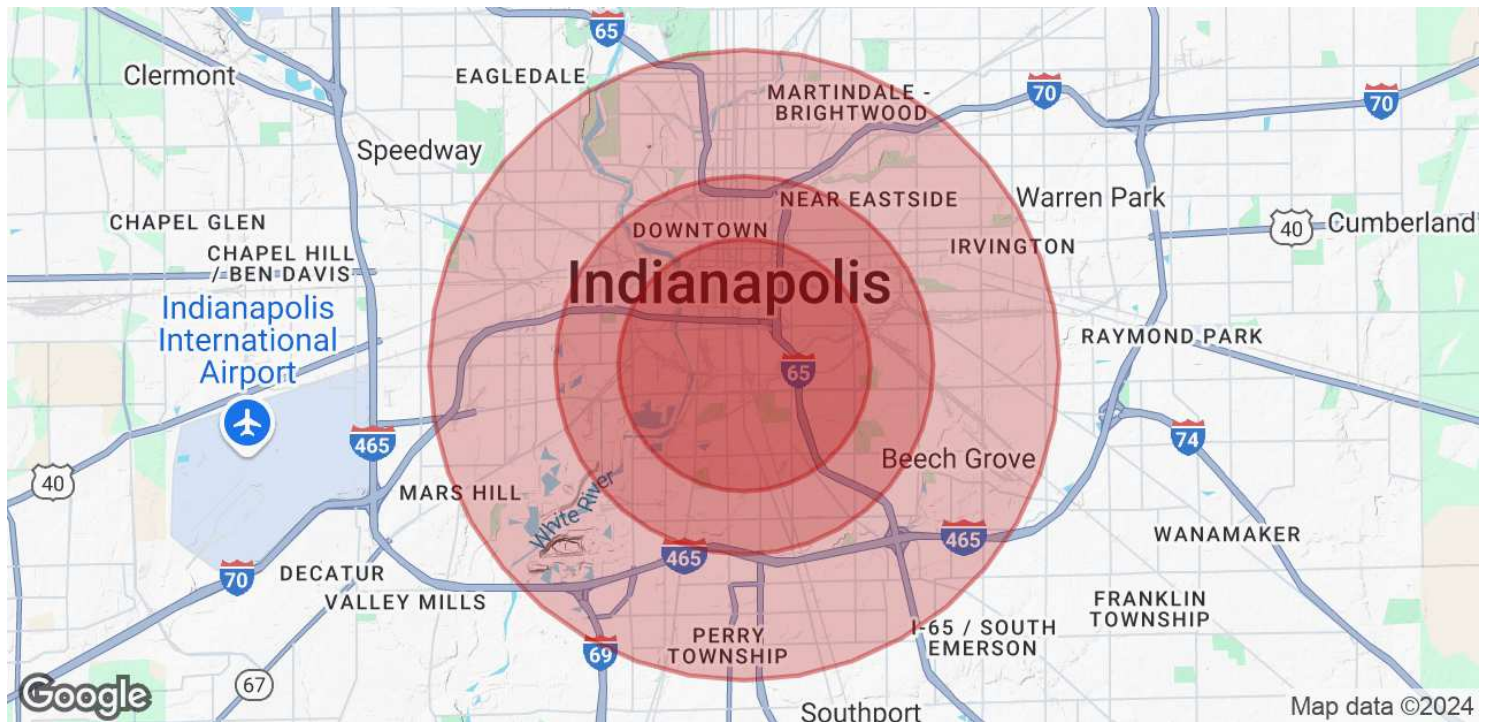 65
Clermont
EAGLEDALE
MARTINDALE -
BRIGHTWOOD
70
70
Speedway
NEAR EASTSIDE
Warren Park
CHAPEL GLEN
DOWNTOWN
40
Cumberland
CHAPEL HILL
/ BEN DAVIS
IRVINGTON
Indianapolis
Indianapolis
International
Airport
RAYMOND PARK
65
465
74
40
Beech Grove
MARS HILL
White River
465
465
WANAMAKER
70
DECATUR
VALLEY MILLS
FRANKLIN
TOWNSHIP
PERRY
TOWNSHIP
I-65 / SOUTH
EMERSON
69
67
Google
Southport
Map data ©2024